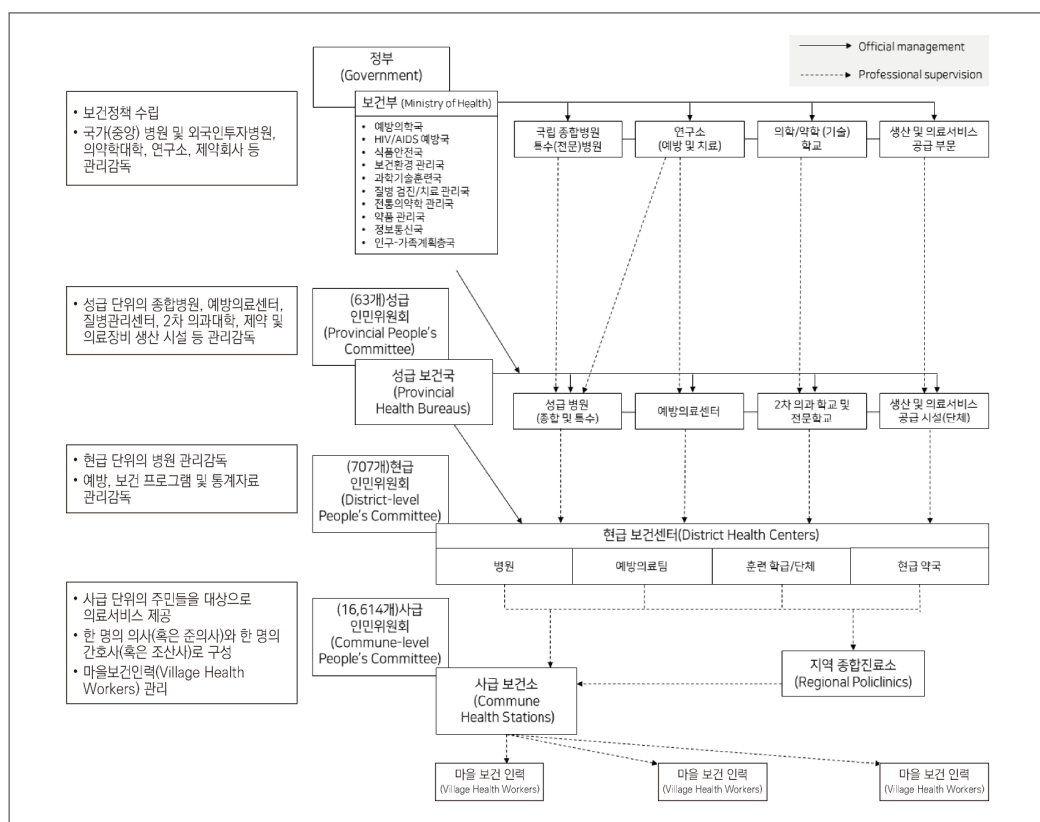 정부
(Government)
Official management
Professional supervision
• 보건정책 수립
• 국가(중앙) 병원 및 외국인투자병원,
의약학대학, 연구소, 제약회사 등
관리감독
보건부 (Ministry of Health)
• 예방의학국
• HIV/AIDS 예방국
• 식품안전국
• 보건환경 관리국
• 과학기술훈련국
• 질병 검진/치료 관리국
• 전통의약학 관리국
• 약품 관리국
• 정보통신국
• 인구-가족계획총국
국립 종합병원
특수(전문)병원
연구소
(예방 및 치료)
의학/약학 (기술)
학교
생산 및 의료서비스
공급 부문
• 성급 단위의 종합병원, 예방의료센터,
질병관리센터, 2차 의과대학, 제약 및
의료장비 생산 시설 등 관리감독
(63개)성급
인민위원회
(Provincial People's
Committee)
성급 보건국
(Provincial
Health Bureaus)
성급 병원
(종합 및 특수)
예방의료센터
2차 의과 학교 및
전문학교
생산 및 의료서비스
공급 시설(단체)
• 현급 단위의 병원 관리감독
• 예방, 보건 프로그램 및 통계자료
관리감독
(707개)현급
인민위원회
(District-level
People's Committee)
현급 보건센터(District Health Centers)
병원
예방의료팀
훈련 학급/단체
현급 약국
• 사급 단위의 주민들을 대상으로
의료서비스 제공
• 한 명의 의사(혹은 준의사)와 한 명의
간호사(혹은 조산사)로 구성
• 마을보건인력(Village Health
Workers) 관리
(16,614개)사급
인민위원회
(Commune-level
People's Committee)
사급 보건소
(Commune
Health Stations)
지역 종합진료소
(Regional Policlinics)
마을 보건 인력
(Village Health Workers)
마을 보건 인력
(Village Health Workers)
마을 보건 인력
(Village Health Workers)